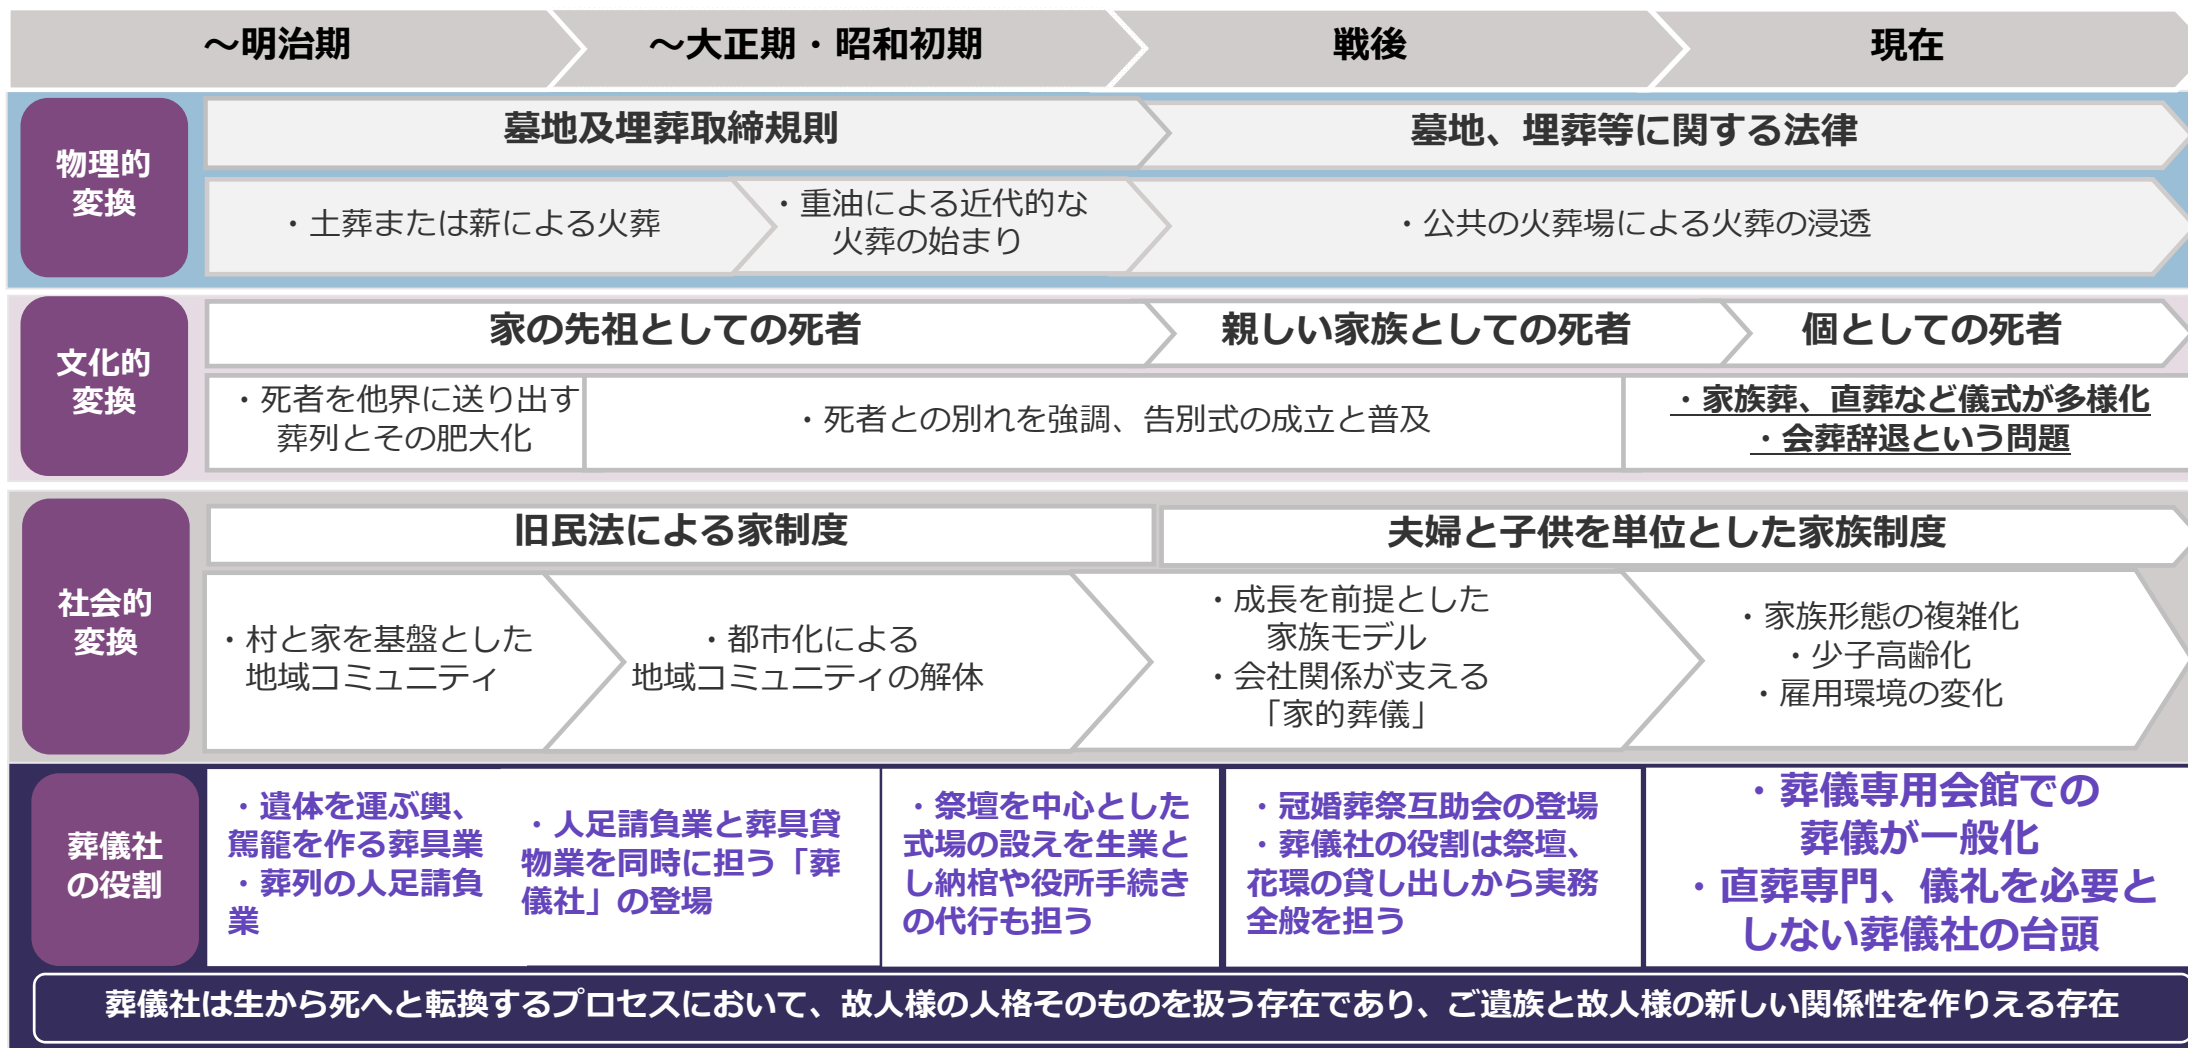 ～明治期
～大正期・昭和初期
戦後
現在
物理的
変換
墓地及埋葬取締規則
墓地、埋葬等に関する法律
・土葬または薪による火葬
・重油による近代的な
火葬の始まり
・公共の火葬場による火葬の浸透
文化的
変換
家の先祖としての死者
親しい家族としての死者
個としての死者
・死者を他界に送り出す
葬列とその肥大化
・死者との別れを強調、告別式の成立と普及
・家族葬、直葬など儀式が多様化
・会葬辞退という問題
社会的
変換
旧民法による家制度
夫婦と子供を単位とした家族制度
・村と家を基盤とした
地域コミュニティ
・都市化による
地域コミュニティの解体
・成長を前提とした
家族モデル
・会社関係が支える
「家的葬儀」
・家族形態の複雑化
・少子高齢化
・雇用環境の変化
葬儀社
の役割
・遺体を運ぶ輿、
駕籠を作る葬具業
・葬列の人足請負
業
・人足請負業と葬具貸
物業を同時に担う「葬
儀社」の登場
・祭壇を中心とした
式場の設えを生業と
し納棺や役所手続き
の代行も担う
・冠婚葬祭互助会の登場
・葬儀社の役割は祭壇、
花環の貸し出しから実務
全般を担う
・葬儀専用会館での
葬儀が一般化
・直葬専門、儀礼を必要と
しない葬儀社の台頭
葬儀社は生から死へと転換するプロセスにおいて、故人様の人格そのものを扱う存在であり、ご遺族と故人様の新しい関係性を作りえる存在